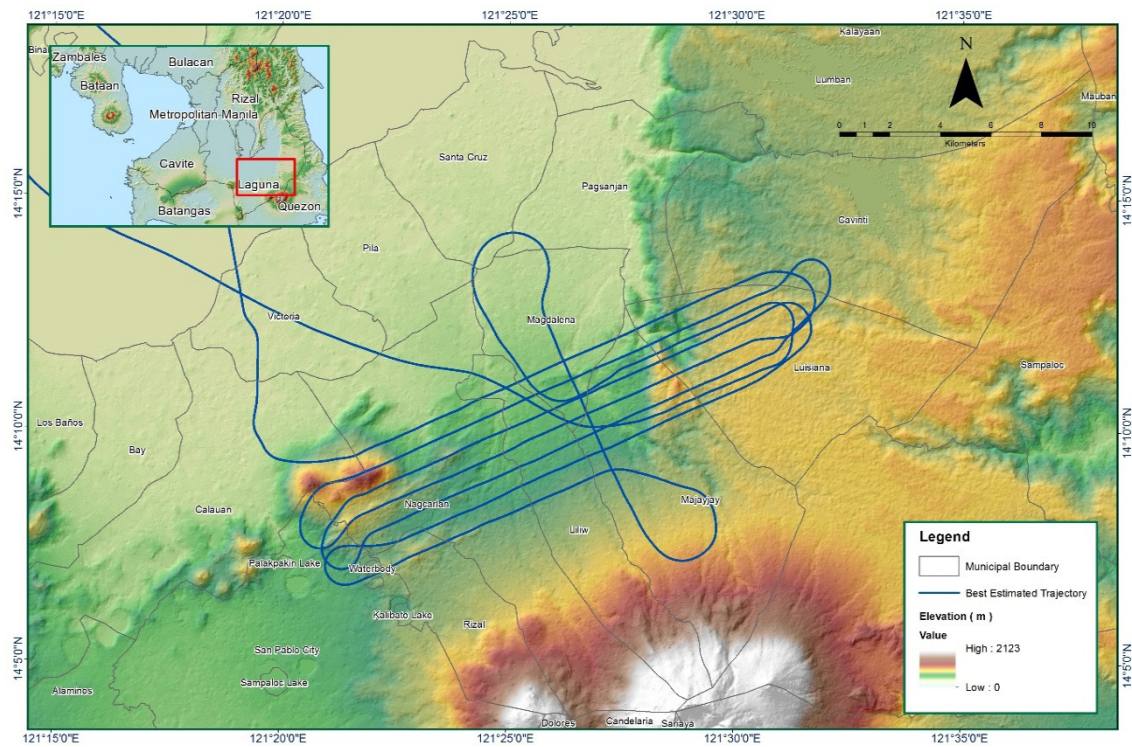 121°15'0"E
121°20'0"E
121°25'0"E
121°30'0"E
121°35'0"E
Zambales
Bulacan
Bataan
Rizal
Metropolitan Manila
Cavite
Laguna
Batangas
Quezon
Kalayaan
Lumban
Mauban
N
0 2 4 6 8 10
Kilometers
Santa Cruz
Pagsanjan
Cavinti
14°15'0"N
14°15'0"N
Pila
Victoria
Magdalena
Luisiana
Sampaloc
Los Baños
14°10'0"N
14°10'0"N
Bay
Calauan
Nagcarlan
Majayjay
Liliw
Palakpakin Lake
Waterbody
Kalibato Lake
Rizal
San Pablo City
Sampaloc Lake
Alaminos
14°5'0"N
14°5'0"N
Dolores
Candelaria
Sariaya
Legend
Municipal Boundary
Best Estimated Trajectory
Elevation ( m )
Value
High : 2123
Low : 0
121°15'0"E
121°20'0"E
121°25'0"E
121°30'0"E
121°35'0"E